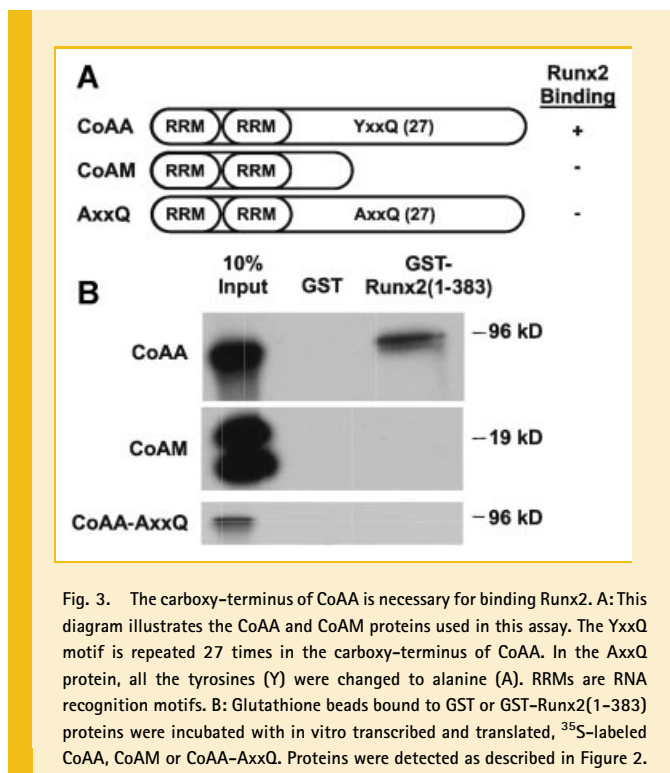 A
Runx2
Binding
CoAA RRM RRM YxxQ (27) +
CoAM RRM RRM -
AxxQ RRM RRM AxxQ (27) -
B
10% Input GST GST-Runx2(1-383)
CoAA –96 kD
CoAM –19 kD
CoAA-AxxQ –96 kD
Fig. 3. The carboxy-terminus of CoAA is necessary for binding Runx2. A: This
diagram illustrates the CoAA and CoAM proteins used in this assay. The YxxQ
motif is repeated 27 times in the carboxy-terminus of CoAA. In the AxxQ
protein, all the tyrosines (Y) were changed to alanine (A). RRMs are RNA
recognition motifs. B: Glutathione beads bound to GST or GST-Runx2(1-383)
proteins were incubated with in vitro transcribed and translated, ³⁵S-labeled
CoAA, CoAM or CoAA-AxxQ. Proteins were detected as described in Figure 2.